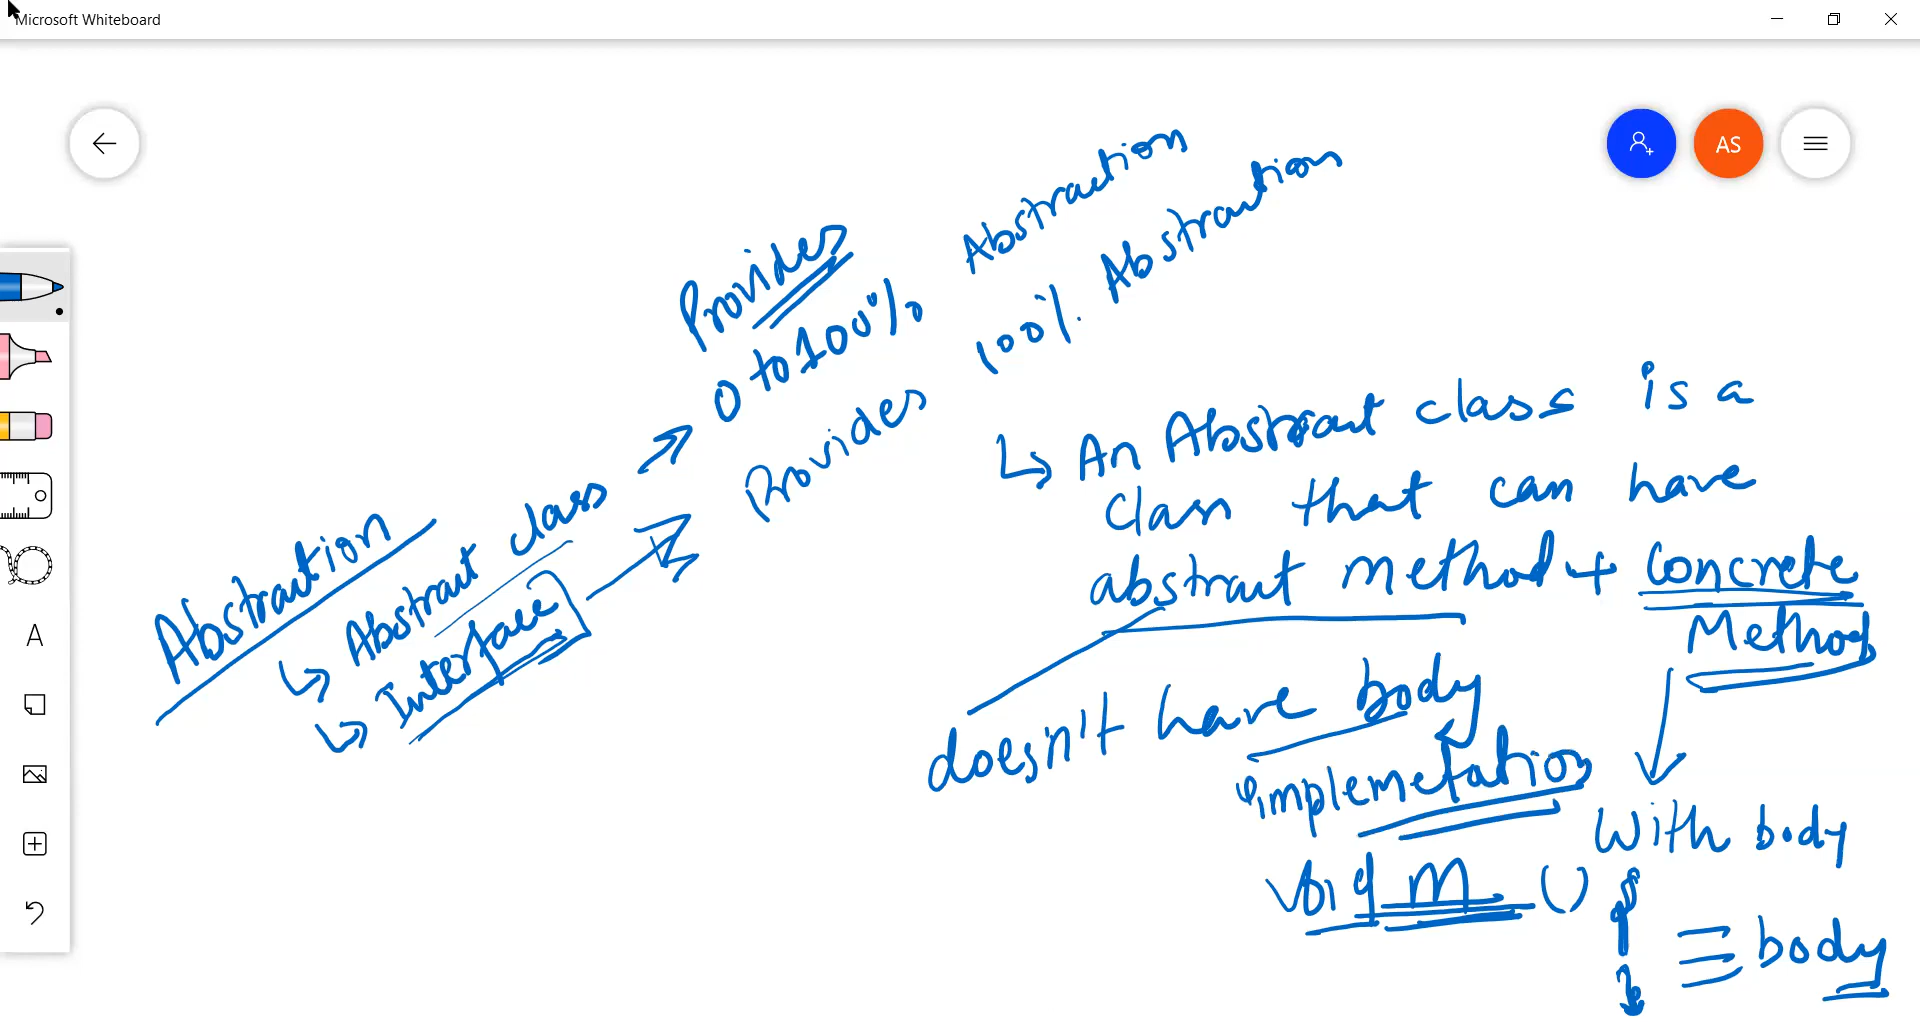 Microsoft Whiteboard
AS
A
Abstraction
↳ Abstract class → Provides
0 to 100% Abstraction
↳ Interface → Provides 100% Abstraction
↳ An Abstract class is a
class that can have
abstract method + concrete
Method
doesn't have body
implemetation
void m ()
With body
{
≡ body
}